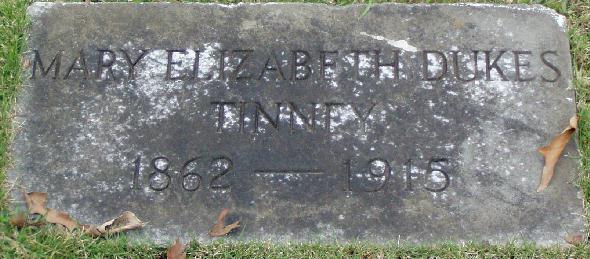 MARY ELIZABETH DUKES
TINNEY
1862 — 1915